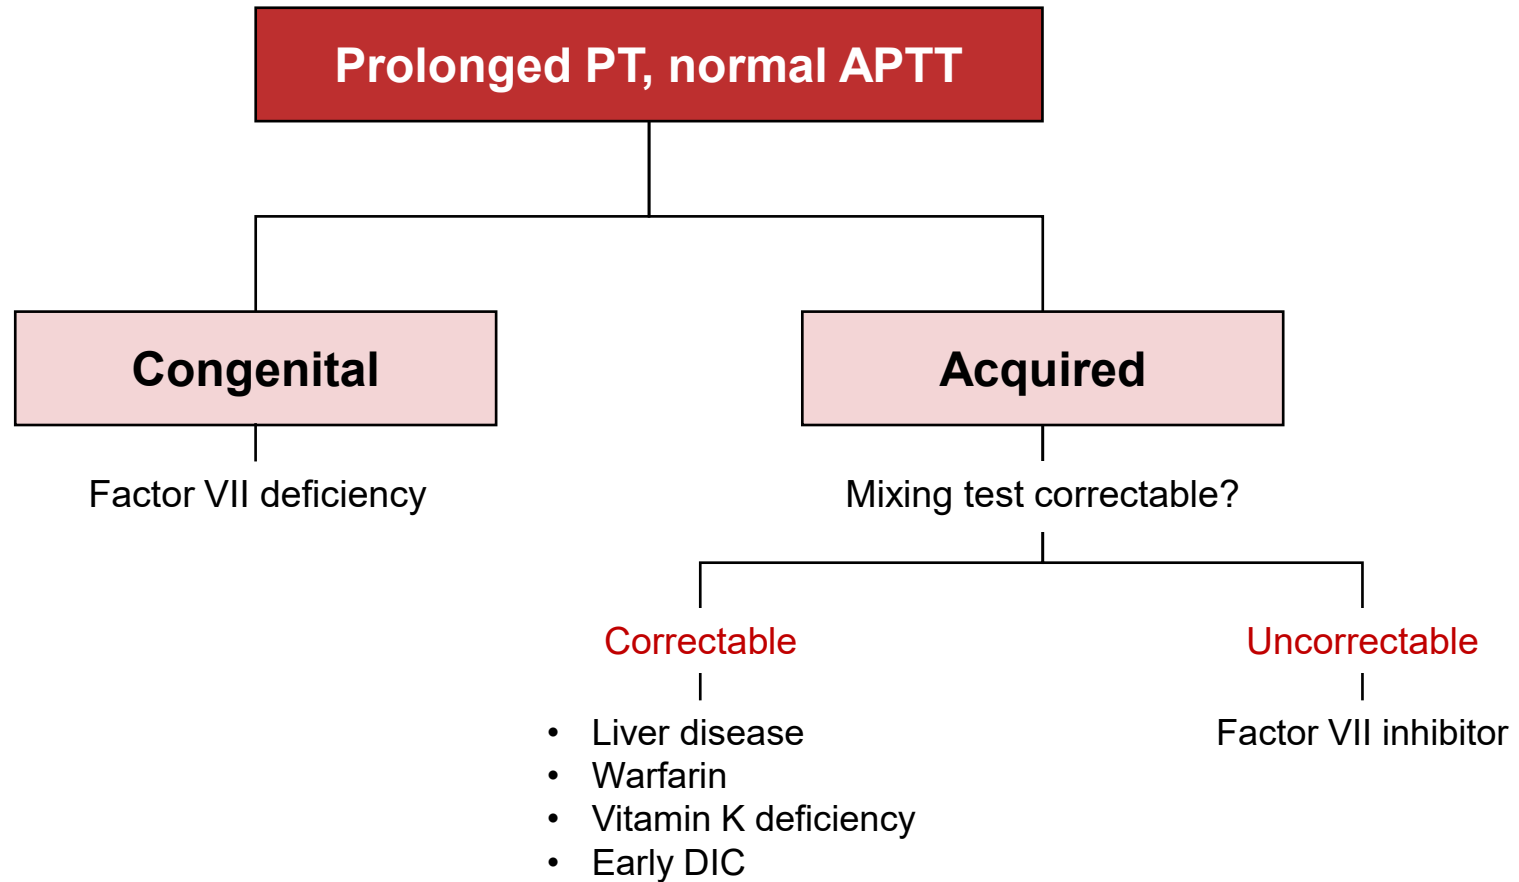 Prolonged PT, normal APTT
Congenital
Acquired
Factor VII deficiency
Mixing test correctable?
Correctable
Uncorrectable
• Liver disease
• Warfarin
• Vitamin K deficiency
• Early DIC
Factor VII inhibitor